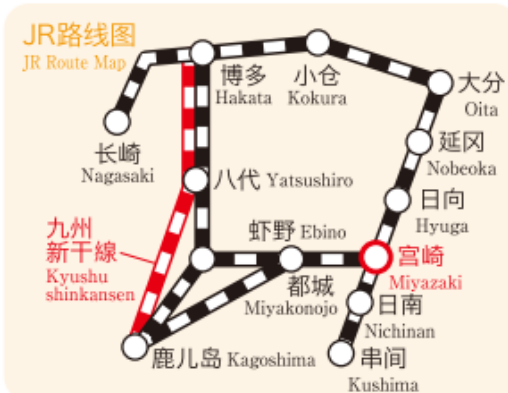 JR路线图
JR Route Map
博多
Hakata
小仓
Kokura
大分
Oita
长崎
Nagasaki
延冈
Nobeoka
八代 Yatsushiro
日向
Hyuga
九州
新干線
Kyushu
shinkansen
虾野 Ebino
宫崎
Miyazaki
都城
Miyakonojo
日南
Nichinan
鹿儿岛 Kagoshima
串间
Kushima